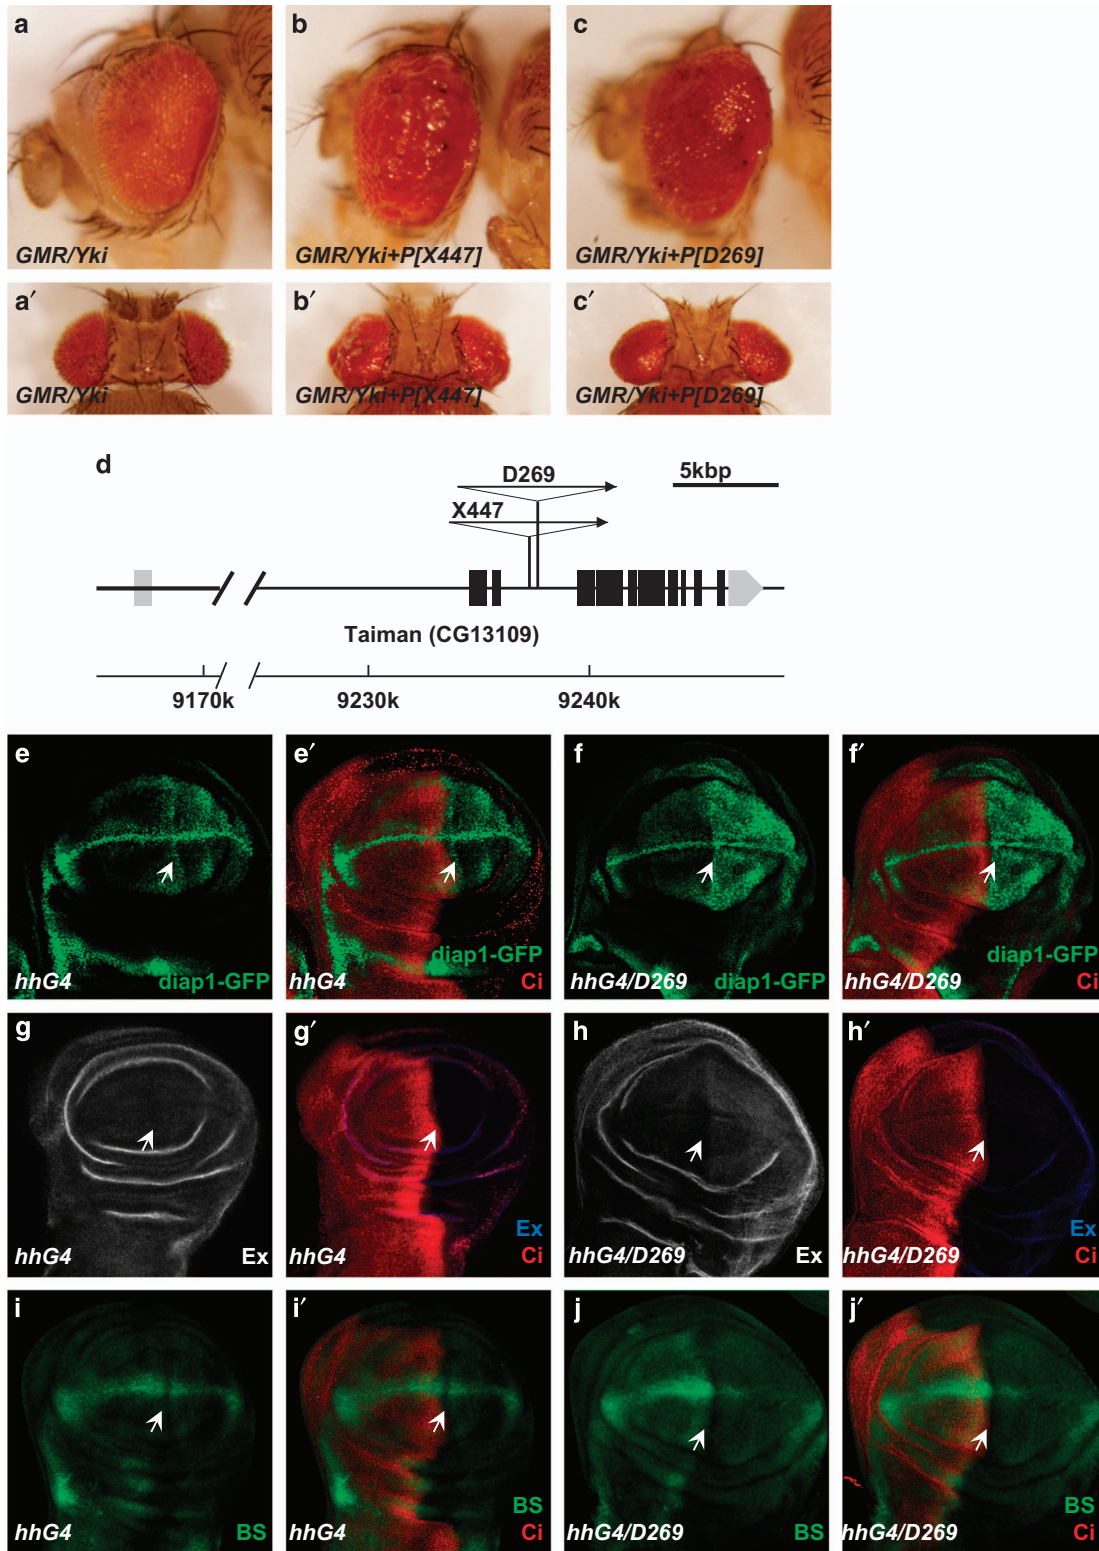 a
b
c
GMR/Yki
GMR/Yki+P[X447]
GMR/Yki+P[D269]
a′
b′
c′
GMR/Yki
GMR/Yki+P[X447]
GMR/Yki+P[D269]
d
D269
5kbp
X447
Taiman (CG13109)
9170k
9230k
9240k
e
e′
f
f′
hhG4
diap1-GFP
diap1-GFP
hhG4
Ci
hhG4/D269
diap1-GFP
diap1-GFP
hhG4/D269
Ci
g
g′
h
h′
hhG4
Ex
Ex
hhG4
Ci
hhG4/D269
Ex
Ex
hhG4/D269
Ci
i
i′
j
j′
hhG4
BS
BS
hhG4
Ci
hhG4/D269
BS
BS
hhG4/D269
Ci